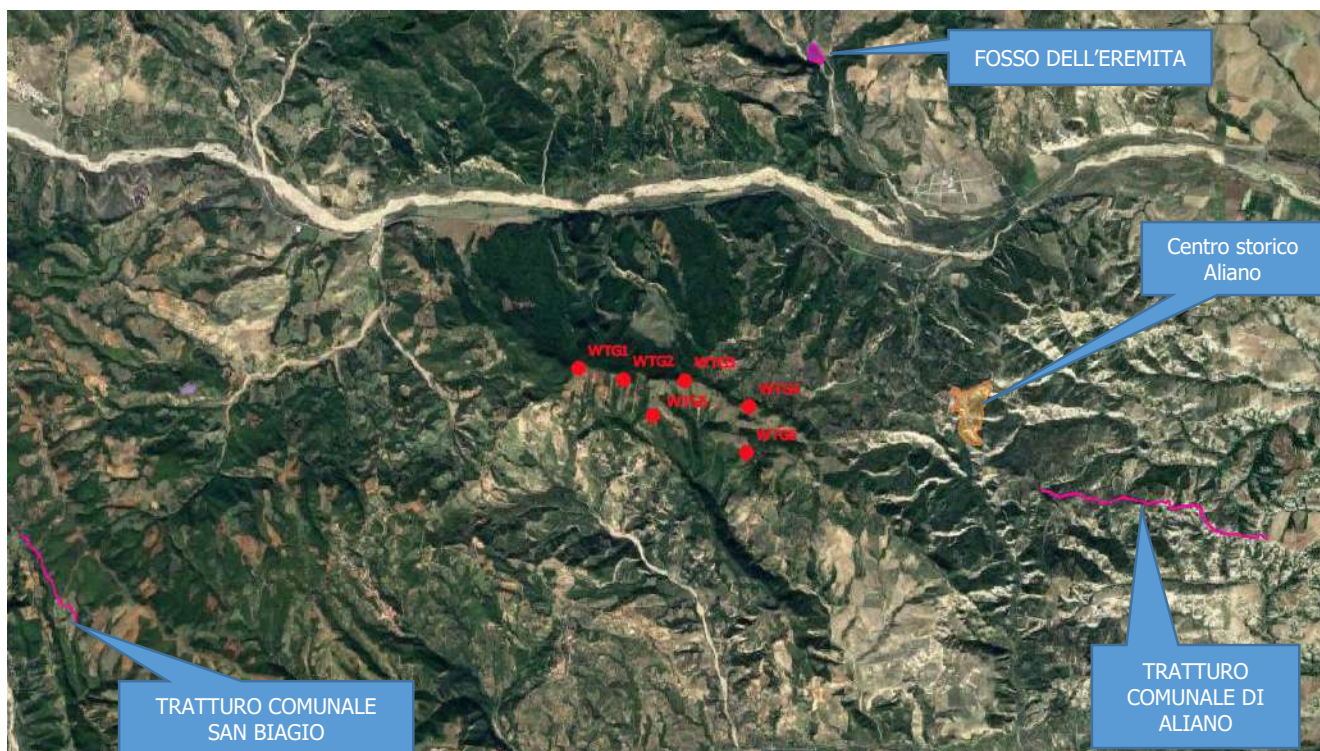 FOSSO DELL'EREMITA
Centro storico
Aliano
WTG1
WTG2
WTG3
WTG4
WTG5
WTG6
TRATTURO COMUNALE
SAN BIAGIO
TRATTURO
COMUNALE DI
ALIANO